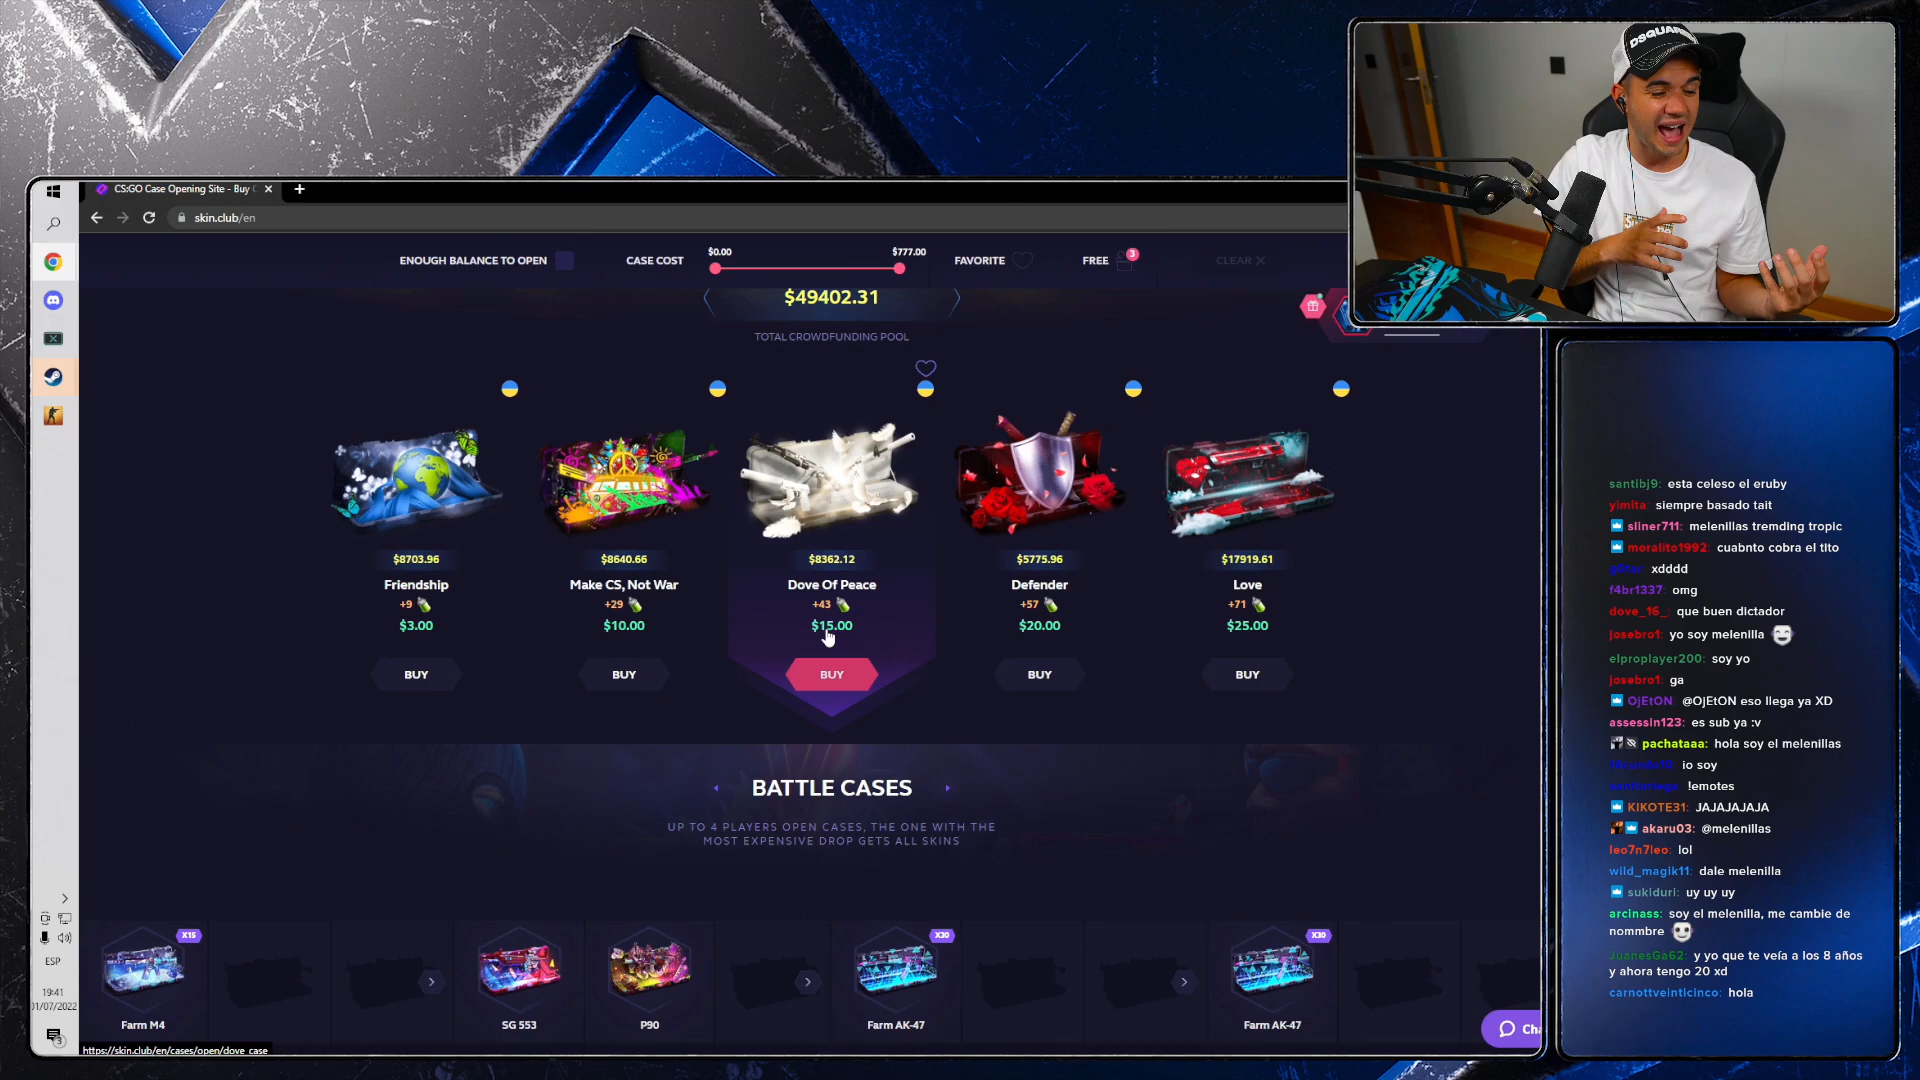 DSQUARED
CS:GO Case Opening Site - Buy C
skin.club/en
ENOUGH BALANCE TO OPEN
CASE COST
$0.00
$777.00
FAVORITE
FREE
3
CLEAR
$49402.31
TOTAL CROWDFUNDING POOL
$8703.96
Friendship
+9
$3.00
BUY
$8640.66
Make CS, Not War
+29
$10.00
BUY
$8362.12
Dove Of Peace
+43
$15.00
BUY
$5775.96
Defender
+57
$20.00
BUY
$17919.61
Love
+71
$25.00
BUY
BATTLE CASES
UP TO 4 PLAYERS OPEN CASES, THE ONE WITH THE
MOST EXPENSIVE DROP GETS ALL SKINS
X15
Farm M4
SG 553
P90
X30
Farm AK-47
X30
Farm AK-47
Cha
ESP
19:41
01/07/2022
3
https://skin.club/en/cases/open/dove_case
santibj9: esta celeso el eruby
yimita: siempre basado tait
sliner711: melenillas tremding tropic
moralito1992: cuabnto cobra el tito
xdddd
f4br1337: omg
dove_16_: que buen dictador
josebro1: yo soy melenilla
elproplayer200: soy yo
josebro1: ga
OjEtON: @OjEtON eso llega ya XD
assessin123: es sub ya :v
pachataaa: hola soy el melenillas
io soy
!emotes
KIKOTE31: JAJAJAJAJA
akaru03: @melenillas
leo7n7leo: lol
wild_magik11: dale melenilla
sukiduri: uy uy uy
arcinass: soy el melenilla, me cambie de
nommbre
JuanesGa62: y yo que te veía a los 8 años
y ahora tengo 20 xd
carnottveinticinco: hola